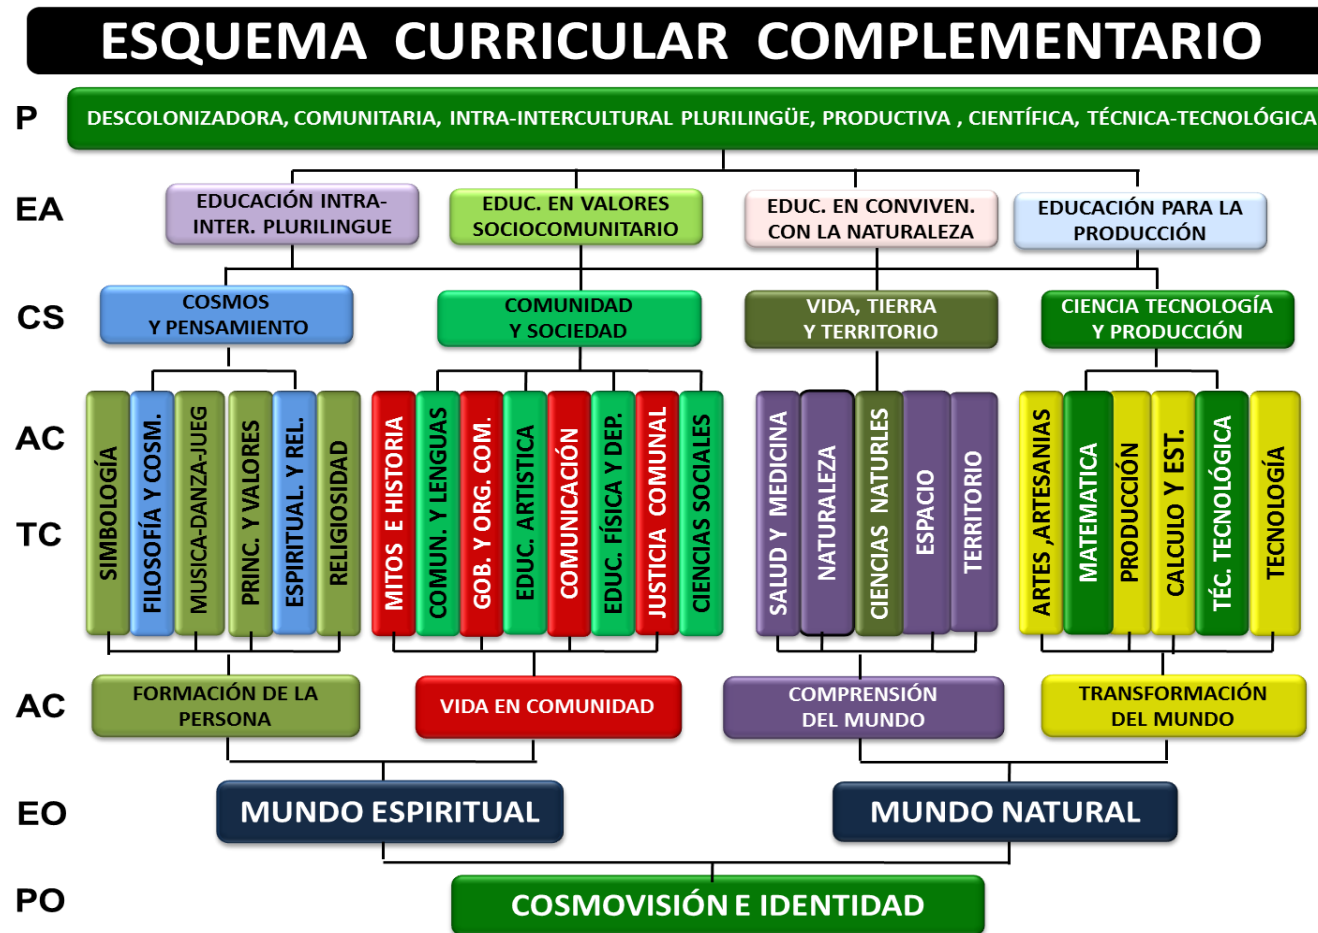 ESQUEMA CURRICULAR COMPLEMENTARIO
P
DESCOLONIZADORA, COMUNITARIA, INTRA-INTERCULTURAL PLURILINGÜE, PRODUCTIVA , CIENTÍFICA, TÉCNICA-TECNOLÓGICA
EA
EDUCACIÓN INTRA-
INTER. PLURILINGUE
EDUC. EN VALORES
SOCIOCOMUNITARIO
EDUC. EN CONVIVEN.
CON LA NATURALEZA
EDUCACIÓN PARA LA
PRODUCCIÓN
CS
COSMOS
Y PENSAMIENTO
COMUNIDAD
Y SOCIEDAD
VIDA, TIERRA
Y TERRITORIO
CIENCIA TECNOLOGÍA
Y PRODUCCIÓN
AC
TC
SIMBOLOGÍA
FILOSOFÍA Y COSM.
MUSICA-DANZA-JUEG
PRINC. Y VALORES
ESPIRITUAL. Y REL.
RELIGIOSIDAD
MITOS E HISTORIA
COMUN. Y LENGUAS
GOB. Y ORG. COM.
EDUC. ARTISTICA
COMUNICACIÓN
EDUC. FÍSICA Y DEP.
JUSTICIA COMUNAL
CIENCIAS SOCIALES
SALUD Y MEDICINA
NATURALEZA
CIENCIAS NATURLES
ESPACIO
TERRITORIO
ARTES ,ARTESANIAS
MATEMATICA
PRODUCCIÓN
CALCULO Y EST.
TÉC. TECNOLÓGICA
TECNOLOGÍA
AC
FORMACIÓN DE LA
PERSONA
VIDA EN COMUNIDAD
COMPRENSIÓN
DEL MUNDO
TRANSFORMACIÓN
DEL MUNDO
EO
MUNDO ESPIRITUAL
MUNDO NATURAL
PO
COSMOVISIÓN E IDENTIDAD